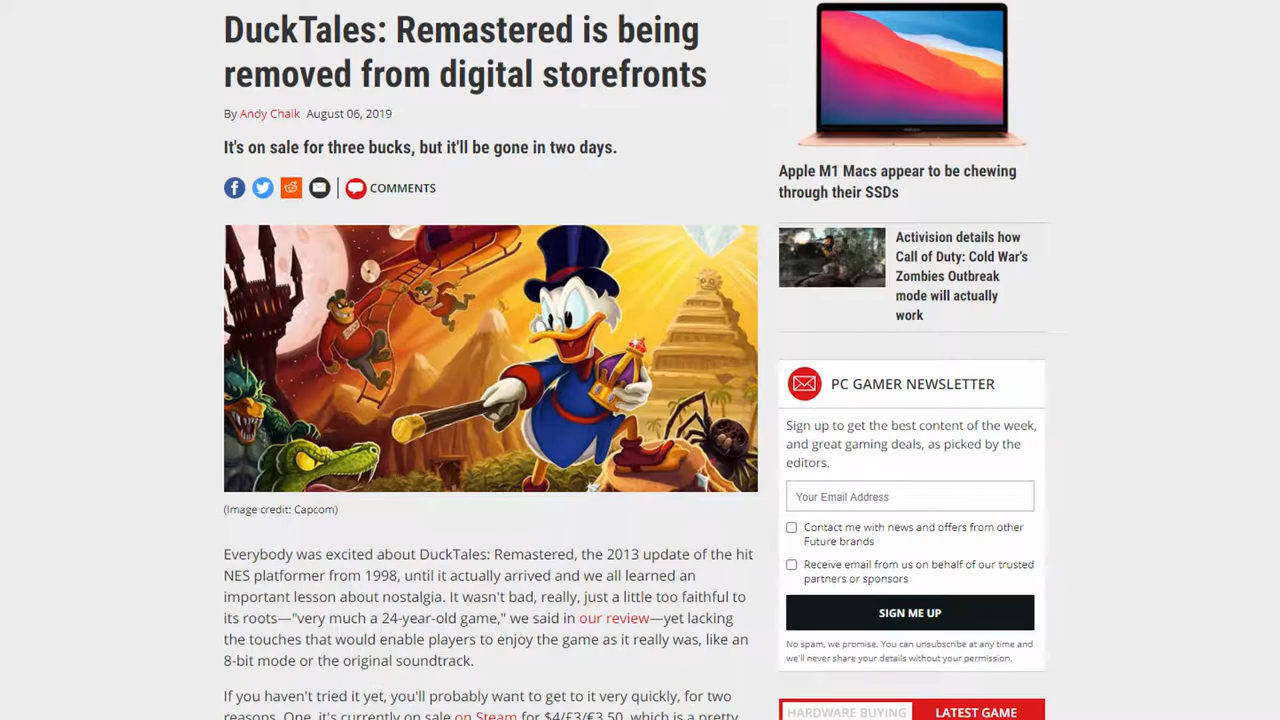 DuckTales: Remastered is being
removed from digital storefronts
By Andy Chalk August 06, 2019
It's on sale for three bucks, but it'll be gone in two days.
COMMENTS
(Image credit: Capcom)
Everybody was excited about DuckTales: Remastered, the 2013 update of the hit
NES platformer from 1998, until it actually arrived and we all learned an
important lesson about nostalgia. It wasn't bad, really, just a little too faithful to
its roots—"very much a 24-year-old game," we said in our review—yet lacking
the touches that would enable players to enjoy the game as it really was, like an
8-bit mode or the original soundtrack.
If you haven't tried it yet, you'll probably want to get to it very quickly, for two
reasons. One, it's currently on sale on Steam for $4/£3/€3.50, which is a pretty
Apple M1 Macs appear to be chewing
through their SSDs
Activision details how
Call of Duty: Cold War's
Zombies Outbreak
mode will actually
work
PC GAMER NEWSLETTER
Sign up to get the best content of the week,
and great gaming deals, as picked by the
editors.
Your Email Address
Contact me with news and offers from other
Future brands
Receive email from us on behalf of our trusted
partners or sponsors
SIGN ME UP
No spam, we promise. You can unsubscribe at any time and
we'll never share your details without your permission.
HARDWARE BUYING
LATEST GAME